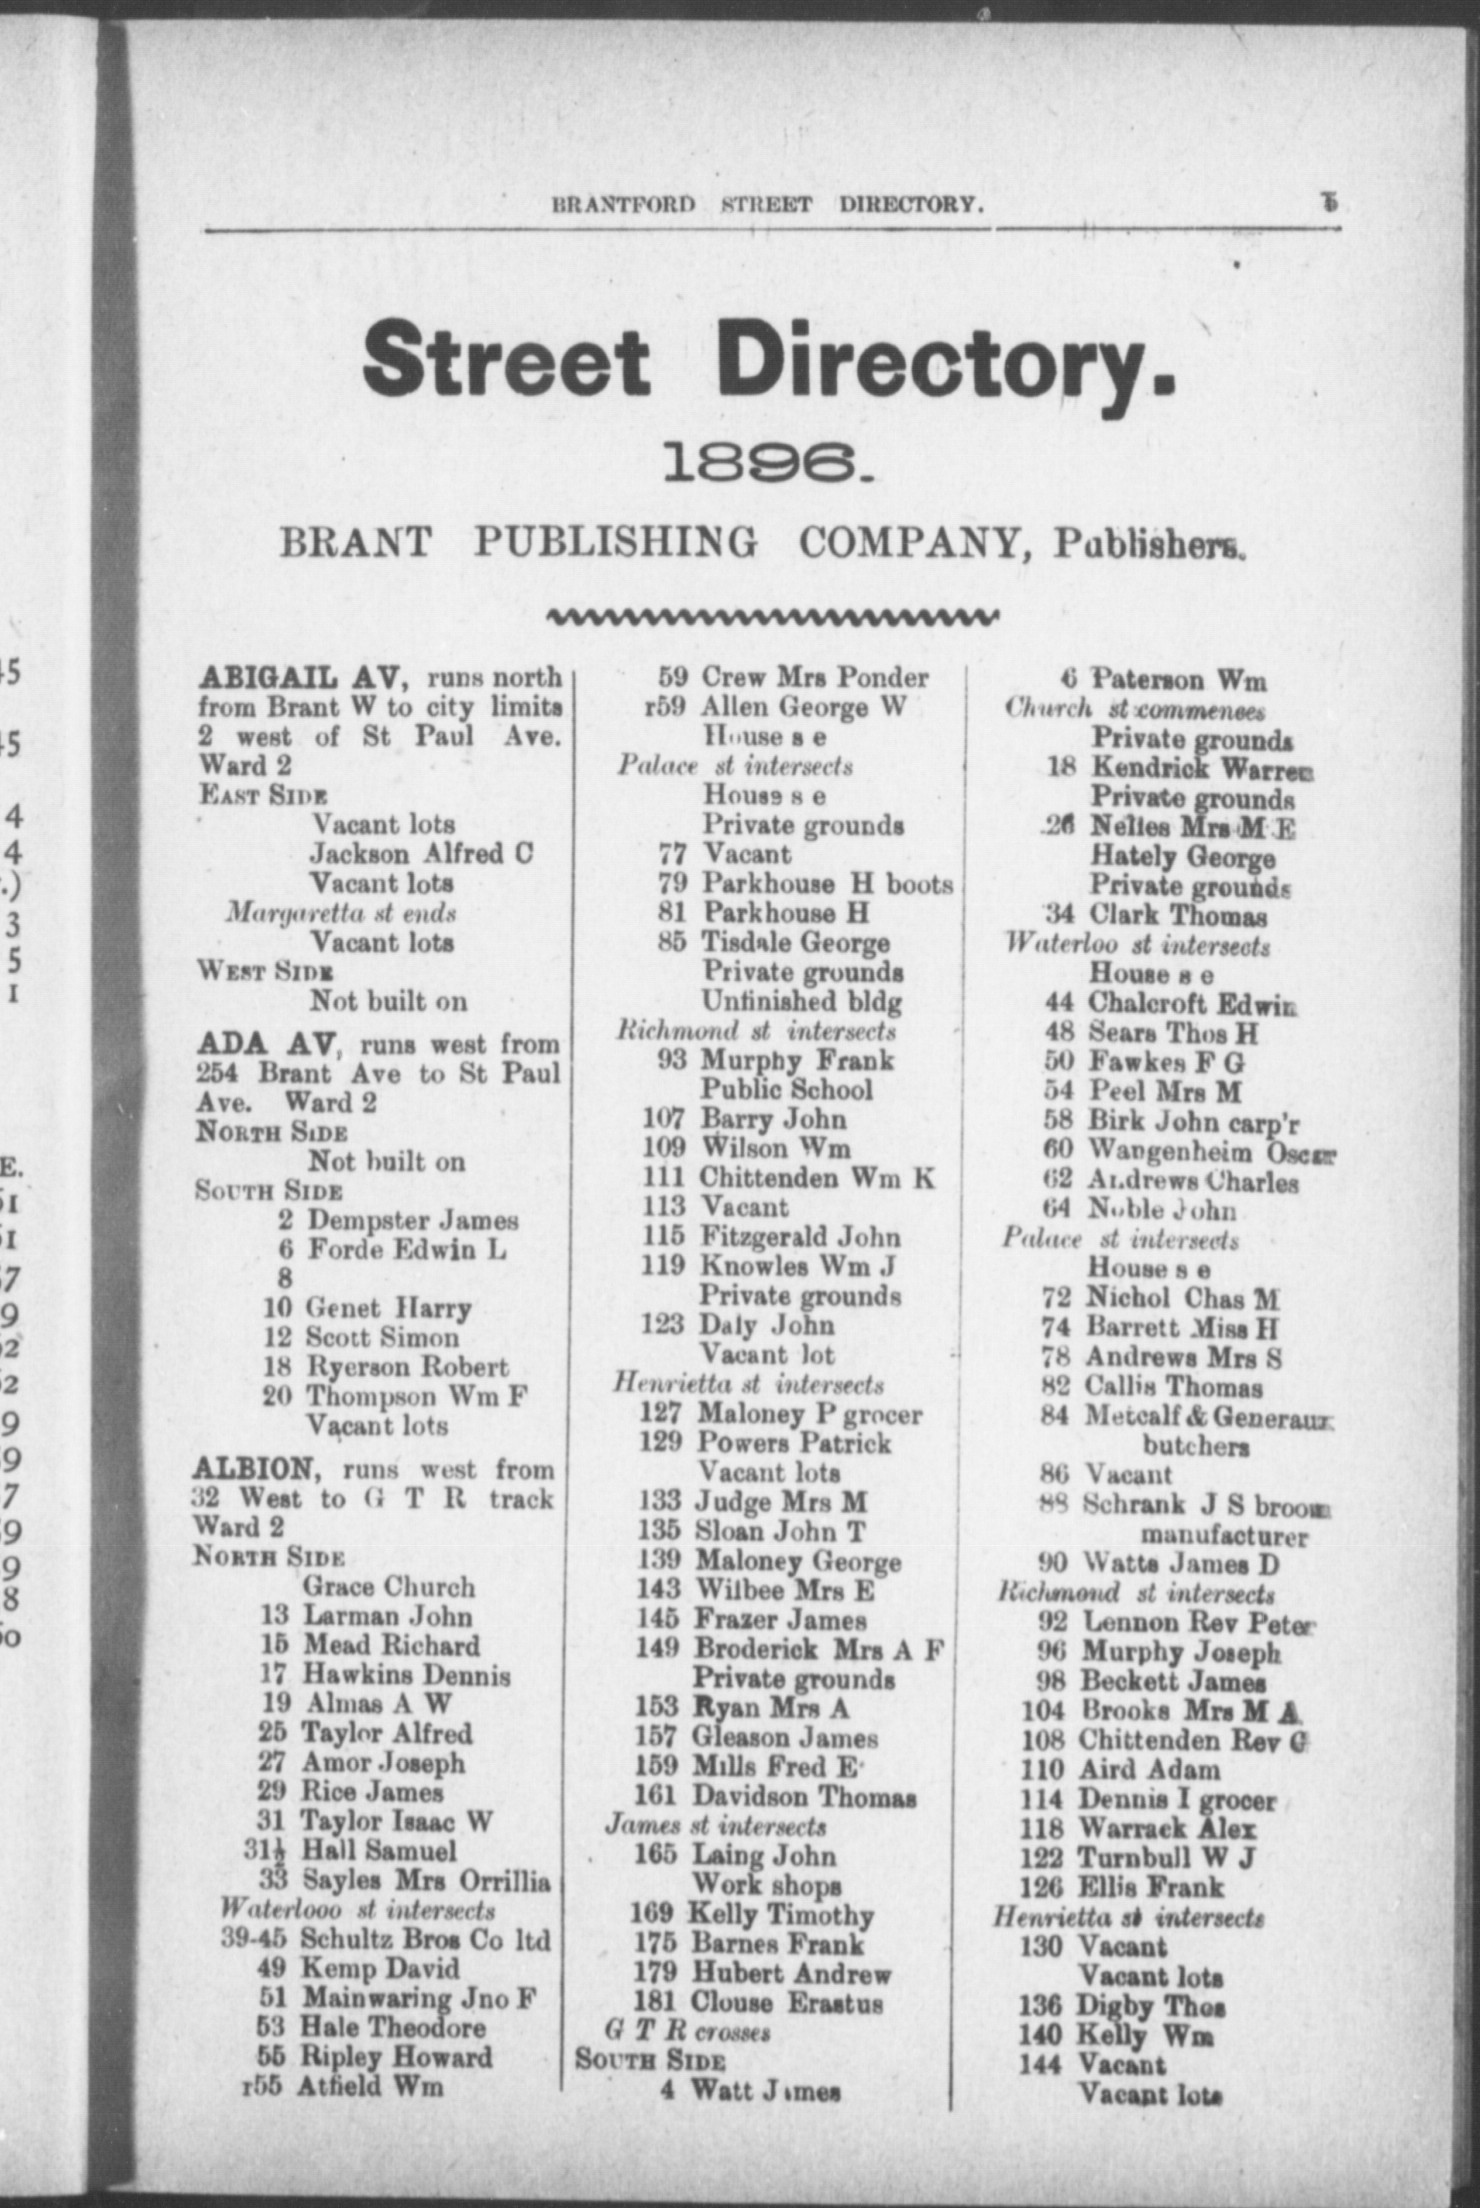 BRANTFORD STREET DIRECTORY. 5
Street Directory.
1896.
BRANT PUBLISHING COMPANY, Publishers.
ABIGAIL AV, runs north
from Brant W to city limits
2 west of St Paul Ave.
Ward 2
EAST SIDE
Vacant lots
Jackson Alfred C
Vacant lots
Margaretta st ends
Vacant lots
WEST SIDE
Not built on
ADA AV, runs west from
254 Brant Ave to St Paul
Ave. Ward 2
NORTH SIDE
Not built on
SOUTH SIDE
2 Dempster James
6 Forde Edwin L
8
10 Genet Harry
12 Scott Simon
18 Ryerson Robert
20 Thompson Wm F
Vacant lots
ALBION, runs west from
32 West to G T R track
Ward 2
NORTH SIDE
Grace Church
13 Larman John
15 Mead Richard
17 Hawkins Dennis
19 Almas A W
25 Taylor Alfred
27 Amor Joseph
29 Rice James
31 Taylor Isaac W
31½ Hall Samuel
33 Sayles Mrs Orrillia
Waterlooo st intersects
39-45 Schultz Bros Co ltd
49 Kemp David
51 Mainwaring Jno F
53 Hale Theodore
55 Ripley Howard
r55 Atfield Wm
59 Crew Mrs Ponder
r59 Allen George W
House s e
Palace st intersects
House s e
Private grounds
77 Vacant
79 Parkhouse H boots
81 Parkhouse H
85 Tisdale George
Private grounds
Unfinished bldg
Richmond st intersects
93 Murphy Frank
Public School
107 Barry John
109 Wilson Wm
111 Chittenden Wm K
113 Vacant
115 Fitzgerald John
119 Knowles Wm J
Private grounds
123 Daly John
Vacant lot
Henrietta st intersects
127 Maloney P grocer
129 Powers Patrick
Vacant lots
133 Judge Mrs M
135 Sloan John T
139 Maloney George
143 Wilbee Mrs E
145 Frazer James
149 Broderick Mrs A F
Private grounds
153 Ryan Mrs A
157 Gleason James
159 Mills Fred E
161 Davidson Thomas
James st intersects
165 Laing John
Work shops
169 Kelly Timothy
175 Barnes Frank
179 Hubert Andrew
181 Clouse Erastus
G T R crosses
SOUTH SIDE
4 Watt James
6 Paterson Wm
Church st commences
Private grounds
18 Kendrick Warren
Private grounds
26 Nelles Mrs M E
Hately George
Private grounds
34 Clark Thomas
Waterloo st intersects
House s e
44 Chalcroft Edwin
48 Sears Thos H
50 Fawkes F G
54 Peel Mrs M
58 Birk John carp'r
60 Wangenheim Oscar
62 Andrews Charles
64 Noble John
Palace st intersects
House s e
72 Nichol Chas M
74 Barrett Miss H
78 Andrews Mrs S
82 Callis Thomas
84 Metcalf & Generaux
butchers
86 Vacant
88 Schrank J S broom
manufacturer
90 Watts James D
Richmond st intersects
92 Lennon Rev Peter
96 Murphy Joseph
98 Beckett James
104 Brooks Mrs M A
108 Chittenden Rev G
110 Aird Adam
114 Dennis I grocer
118 Warrack Alex
122 Turnbull W J
126 Ellis Frank
Henrietta st intersects
130 Vacant
Vacant lots
136 Digby Thos
140 Kelly Wm
144 Vacant
Vacant lots